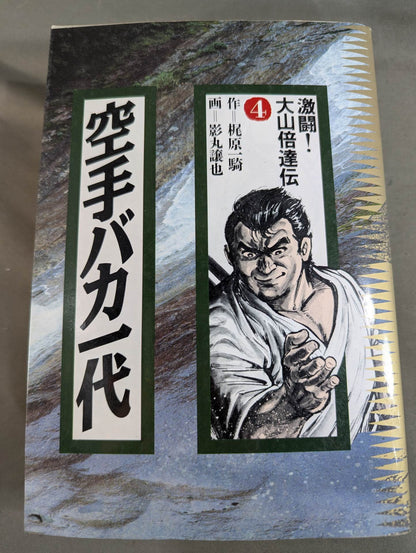 激闘！
大山倍達伝
4
作＝梶原一騎
画＝影丸譲也
空手バカ一代